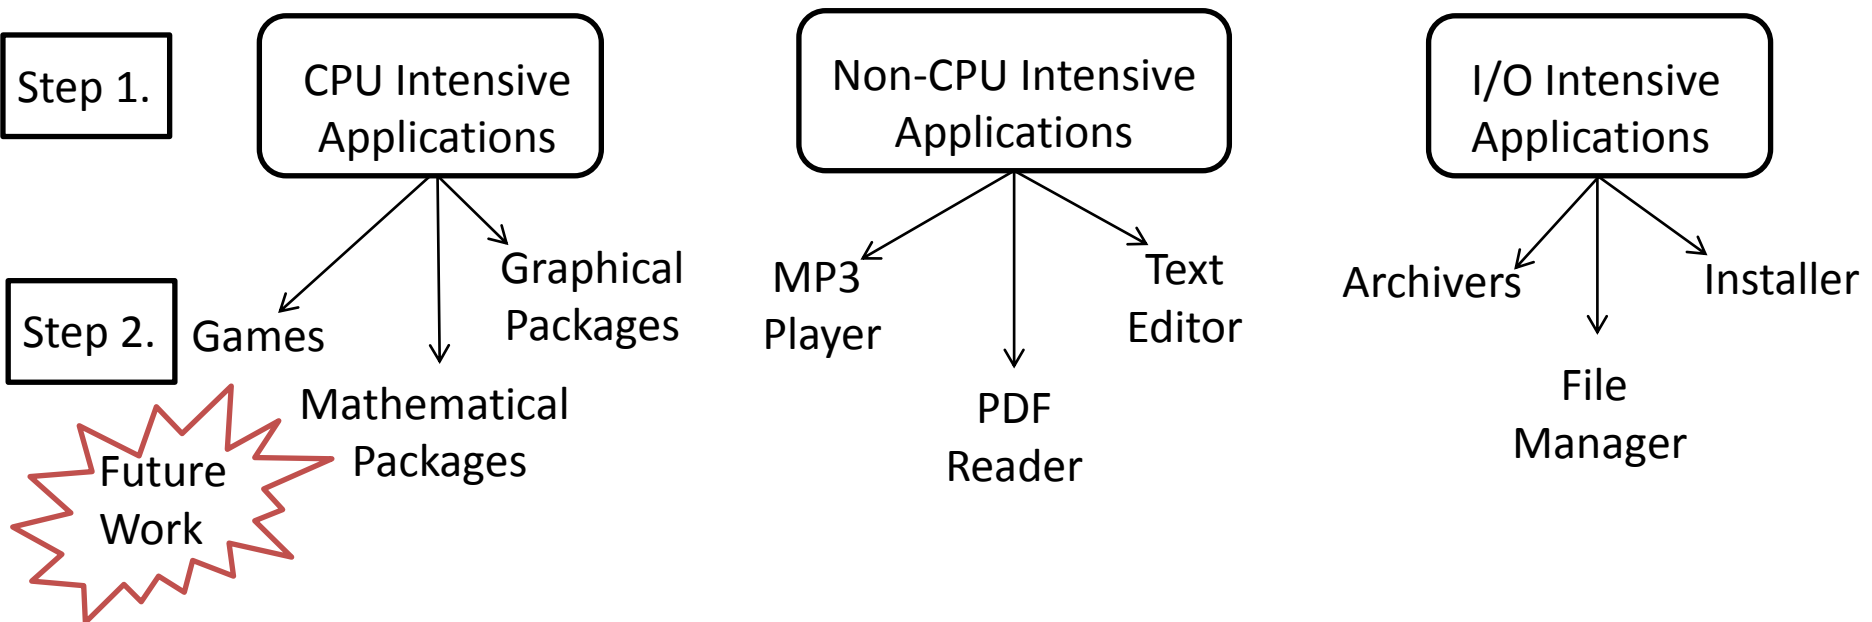 Step 1.
CPU Intensive
Applications
Non-CPU Intensive
Applications
I/O Intensive
Applications
Step 2.
Games
Mathematical
Packages
Graphical
Packages
MP3
Player
PDF
Reader
Text
Editor
Archivers
File
Manager
Installer
Future
Work